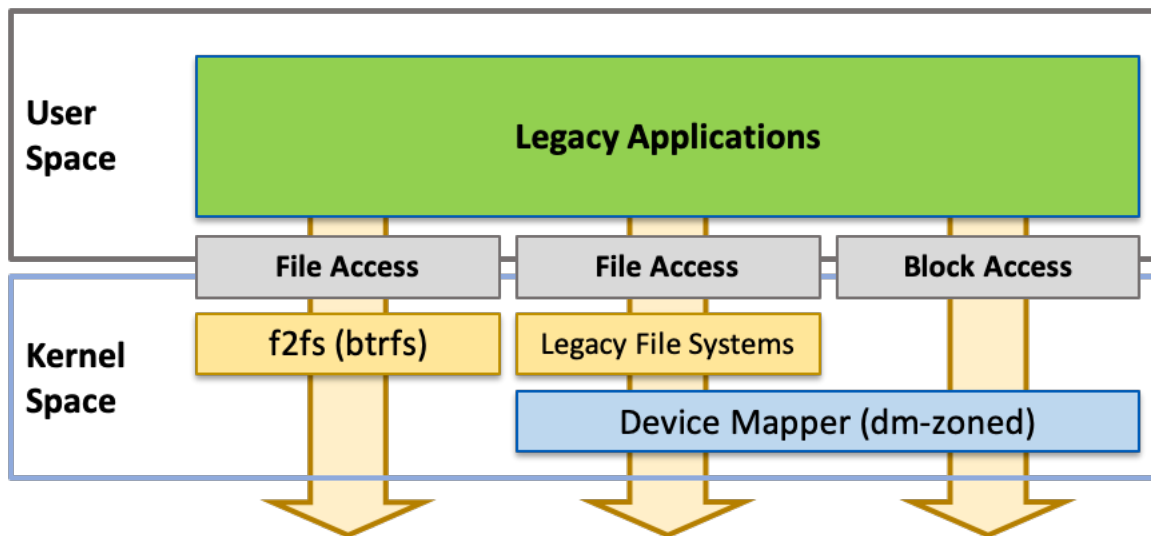 User
Space
Legacy Applications
File Access
File Access
Block Access
Kernel
Space
f2fs (btrfs)
Legacy File Systems
Device Mapper (dm-zoned)